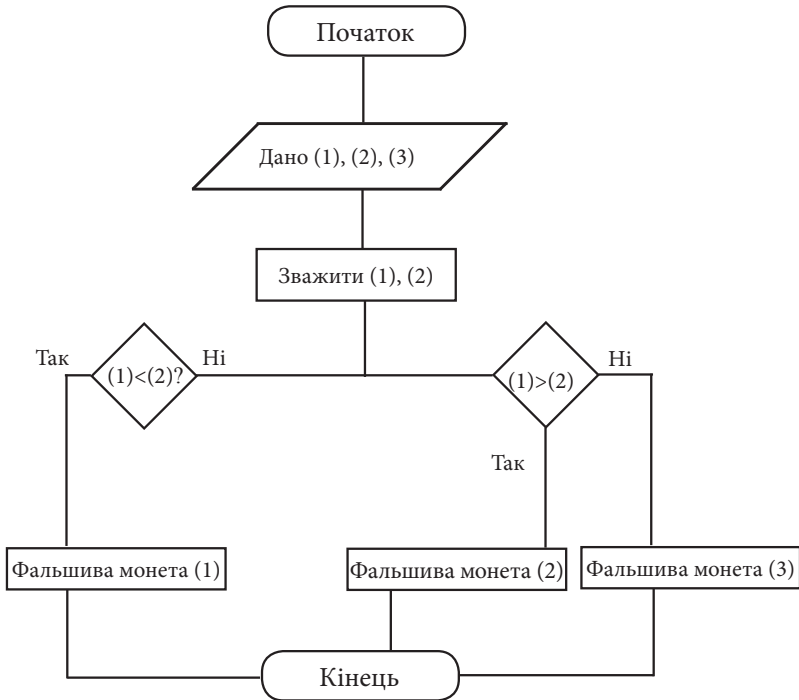 Початок
Дано (1), (2), (3)
Зважити (1), (2)
Так
(1)<(2)?
Ні
(1)>(2)
Ні
Так
Фальшива монета (1)
Фальшива монета (2)
Фальшива монета (3)
Кінець